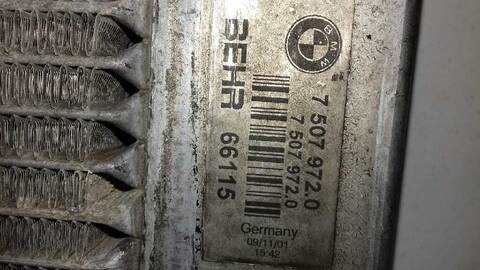 BMW
7 507 972.0
7 507 972.0
BEHR 66115
Germany
09/11/01
15:42